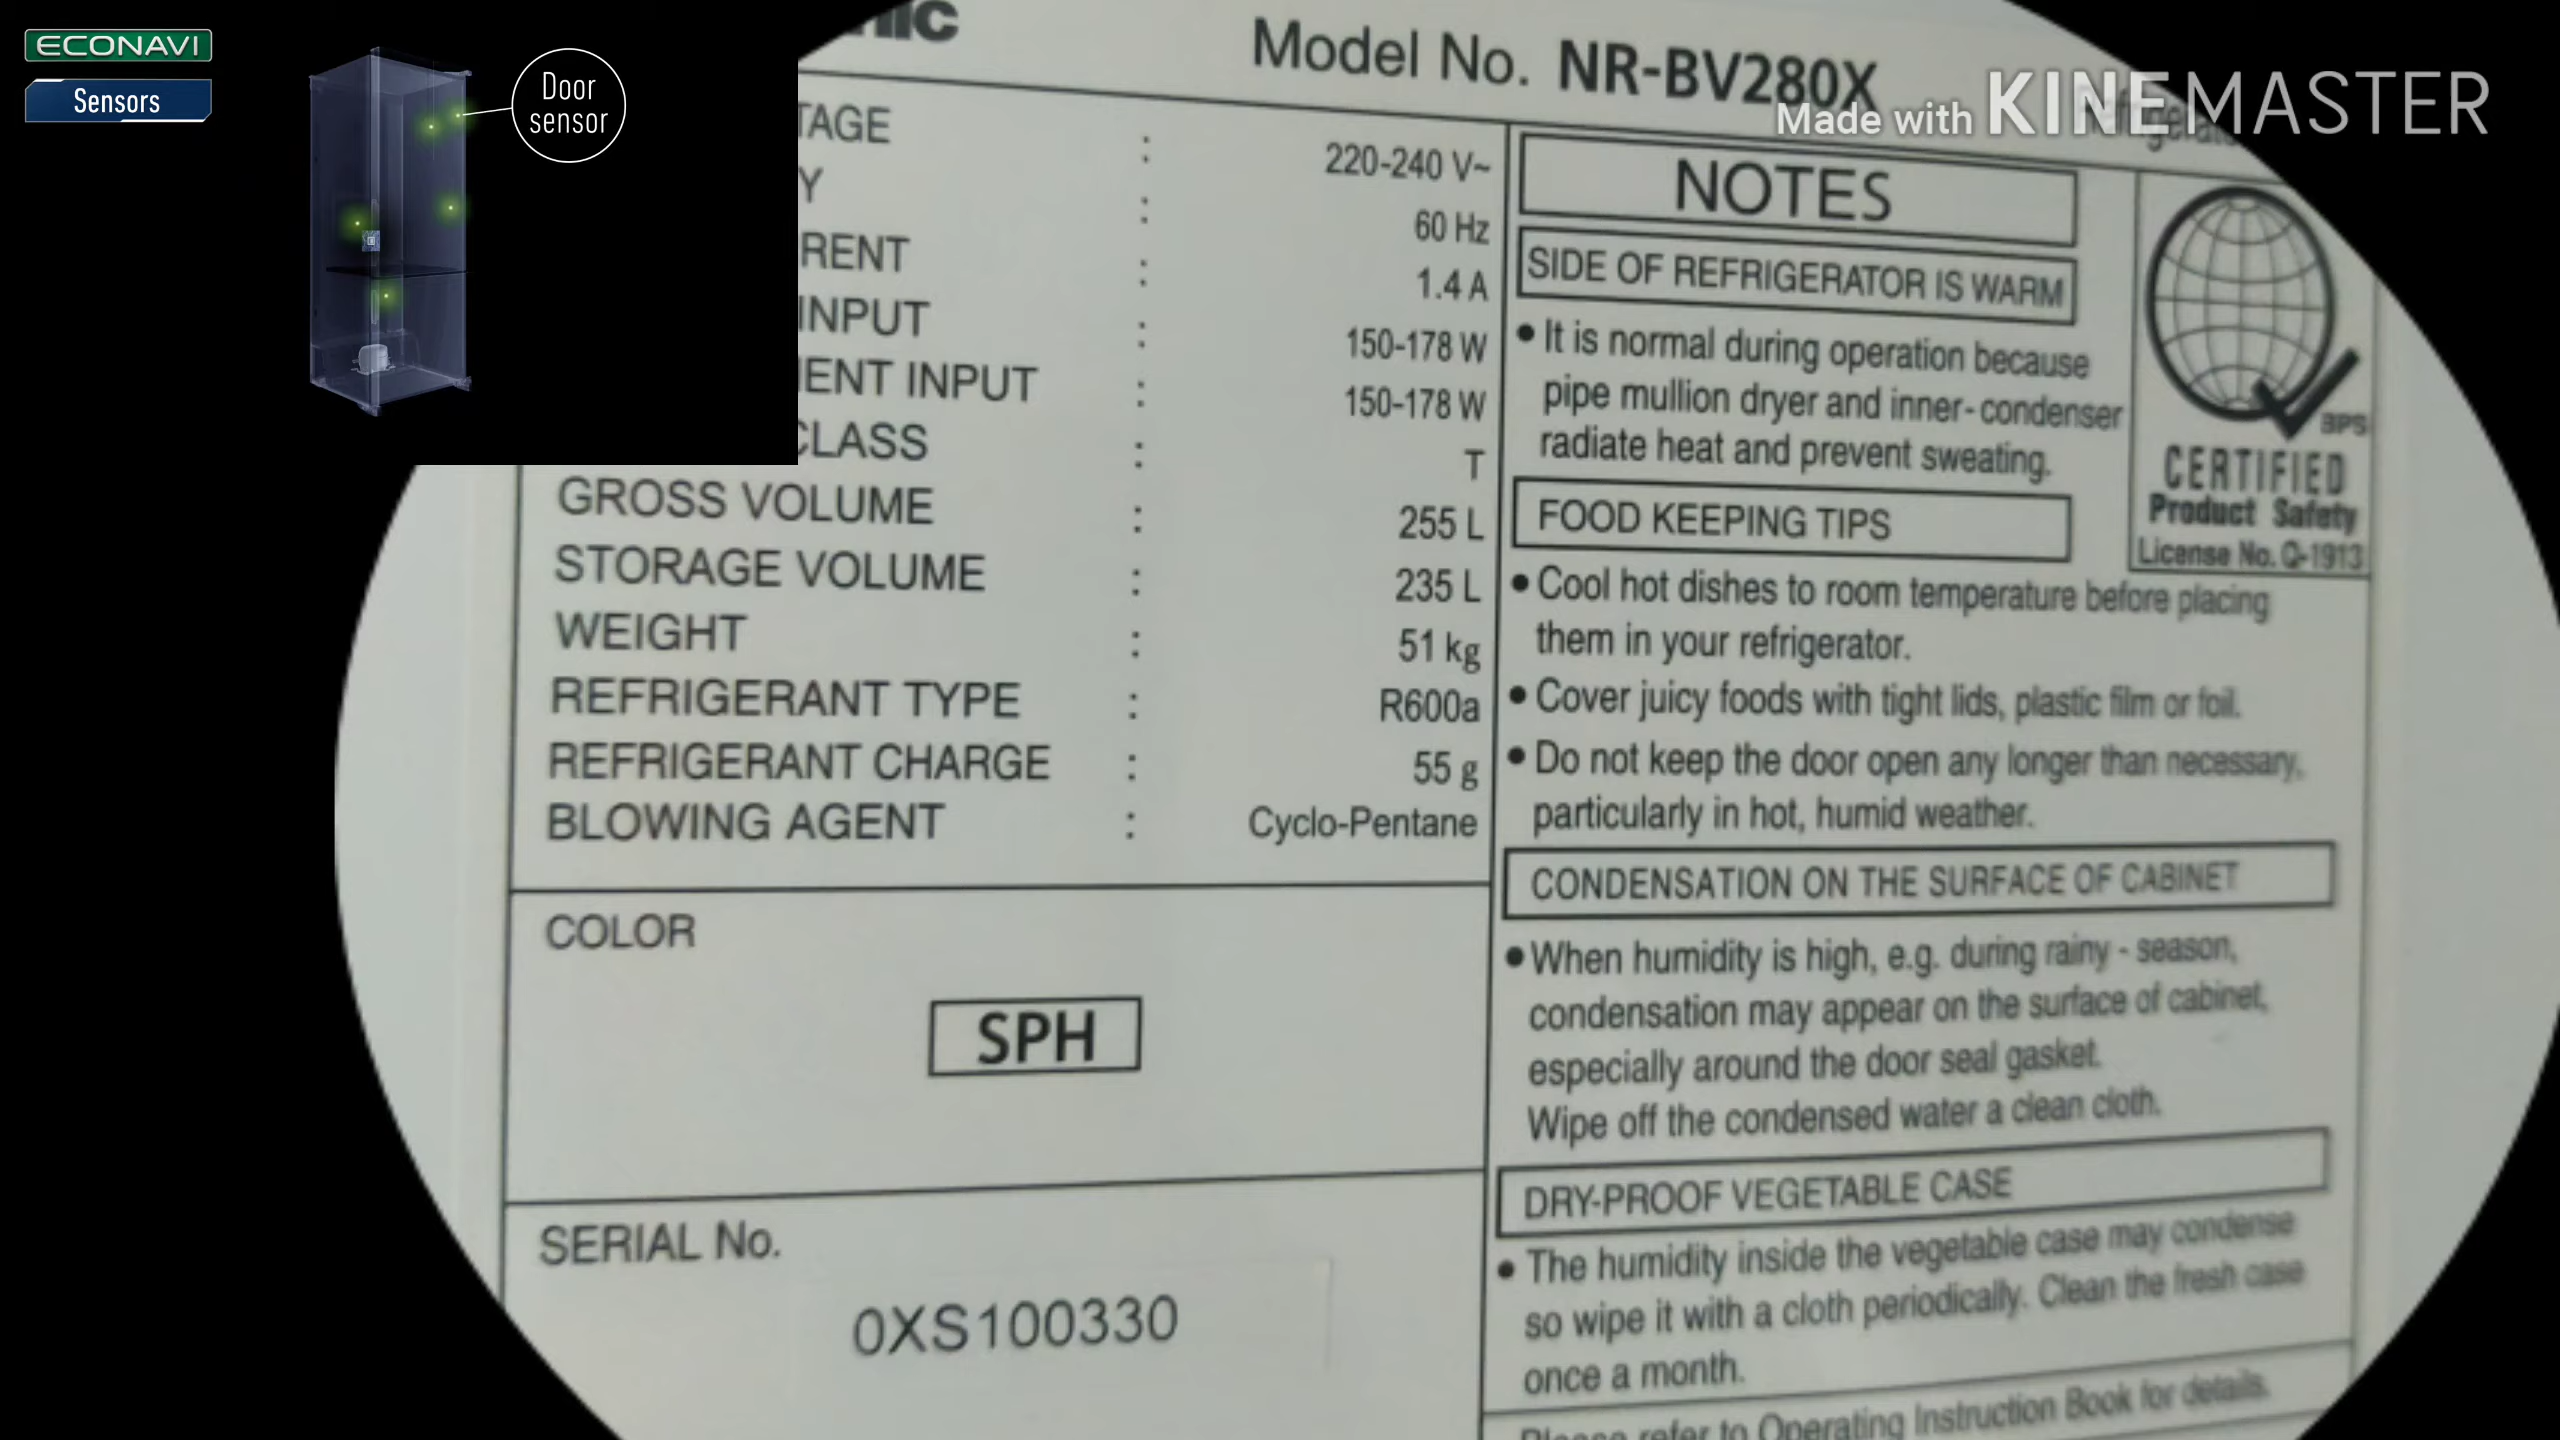 ECONAVI
Sensors
Door
sensor
Model No. NR-BV280X
Made with KINEMASTER
220-240 V~
60 Hz
1.4 A
INPUT
150-178 W
INPUT
150-178 W
CLASS
T
GROSS VOLUME : 255 L
STORAGE VOLUME : 235 L
WEIGHT : 51 kg
REFRIGERANT TYPE : R600a
REFRIGERANT CHARGE : 55 g
BLOWING AGENT : Cyclo-Pentane
COLOR
SPH
SERIAL No.
0XS100330
NOTES
SIDE OF REFRIGERATOR IS WARM
• It is normal during operation because
pipe mullion dryer and inner-condenser
radiate heat and prevent sweating.
FOOD KEEPING TIPS
• Cool hot dishes to room temperature before placing
them in your refrigerator.
• Cover juicy foods with tight lids, plastic film or foil.
• Do not keep the door open any longer than necessary,
particularly in hot, humid weather.
CONDENSATION ON THE SURFACE OF CABINET
• When humidity is high, e.g. during rainy - season,
condensation may appear on the surface of cabinet,
especially around the door seal gasket.
Wipe off the condensed water a clean cloth.
DRY-PROOF VEGETABLE CASE
• The humidity inside the vegetable case may condense
so wipe it with a cloth periodically. Clean the fresh case
once a month.
Please refer to Operating Instruction Book for details.
BPS
CERTIFIED
Product Safety
License No. Q-1913